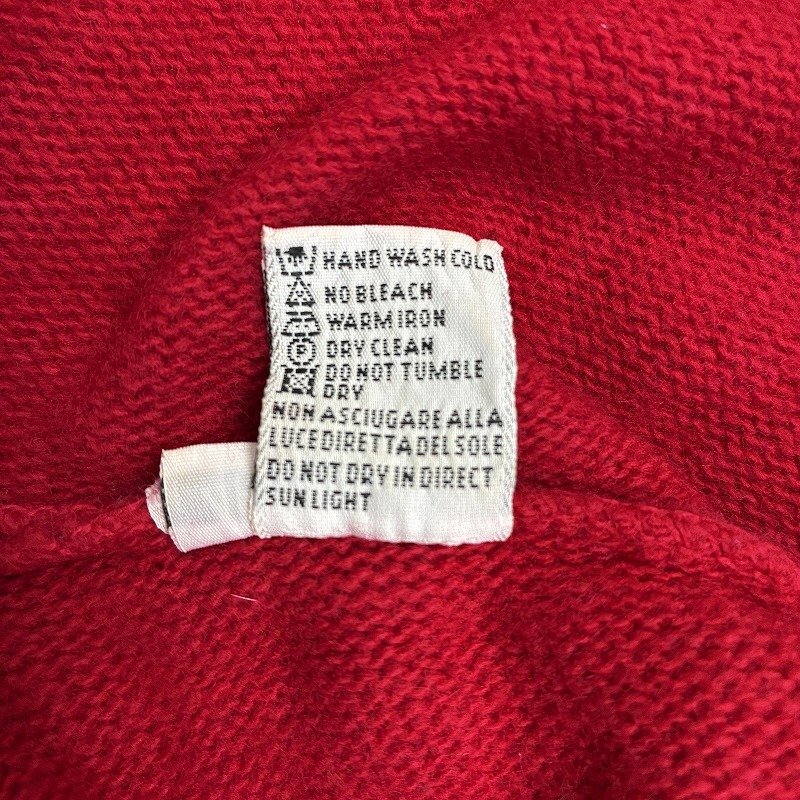 HAND WASH COLD
NO BLEACH
WARM IRON
DRY CLEAN
DO NOT TUMBLE
DRY
NON ASCIUGARE ALLA
LUCE DIRETTA DEL SOLE
DO NOT DRY IN DIRECT
SUN LIGHT